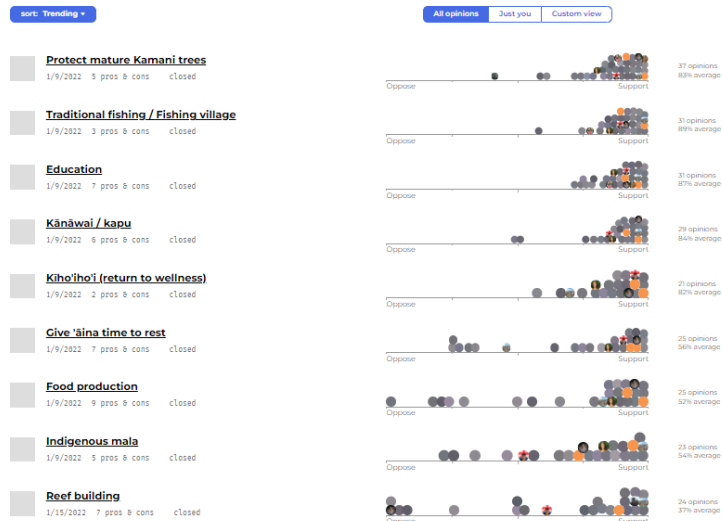 sort: Trending
All opinions Just you Custom view
Protect mature Kamani trees
1/9/2022 5 pros & cons closed
Oppose Support
37 opinions
83% average
Traditional fishing / Fishing village
1/9/2022 3 pros & cons closed
Oppose Support
31 opinions
89% average
Education
1/9/2022 7 pros & cons closed
Oppose Support
31 opinions
87% average
Kānāwai / kapu
1/9/2022 6 pros & cons closed
Oppose Support
29 opinions
84% average
Kīho'iho'i (return to wellness)
1/9/2022 2 pros & cons closed
Oppose Support
21 opinions
82% average
Give 'āina time to rest
1/9/2022 7 pros & cons closed
Oppose Support
25 opinions
56% average
Food production
1/9/2022 9 pros & cons closed
Oppose Support
25 opinions
52% average
Indigenous mala
1/9/2022 5 pros & cons closed
Oppose Support
23 opinions
54% average
Reef building
1/15/2022 7 pros & cons closed
Oppose Support
24 opinions
37% average